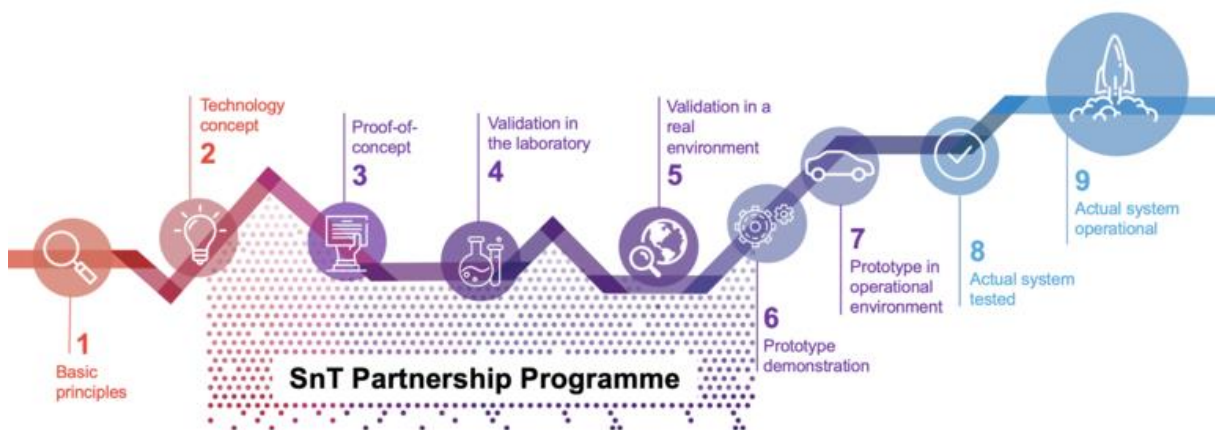 1
Basic
principles
Technology
concept
2
Proof-of-
concept
3
Validation in
the laboratory
4
Validation in a
real
environment
5
6
Prototype
demonstration
7
Prototype in
operational
environment
8
Actual system
tested
9
Actual system
operational
SnT Partnership Programme